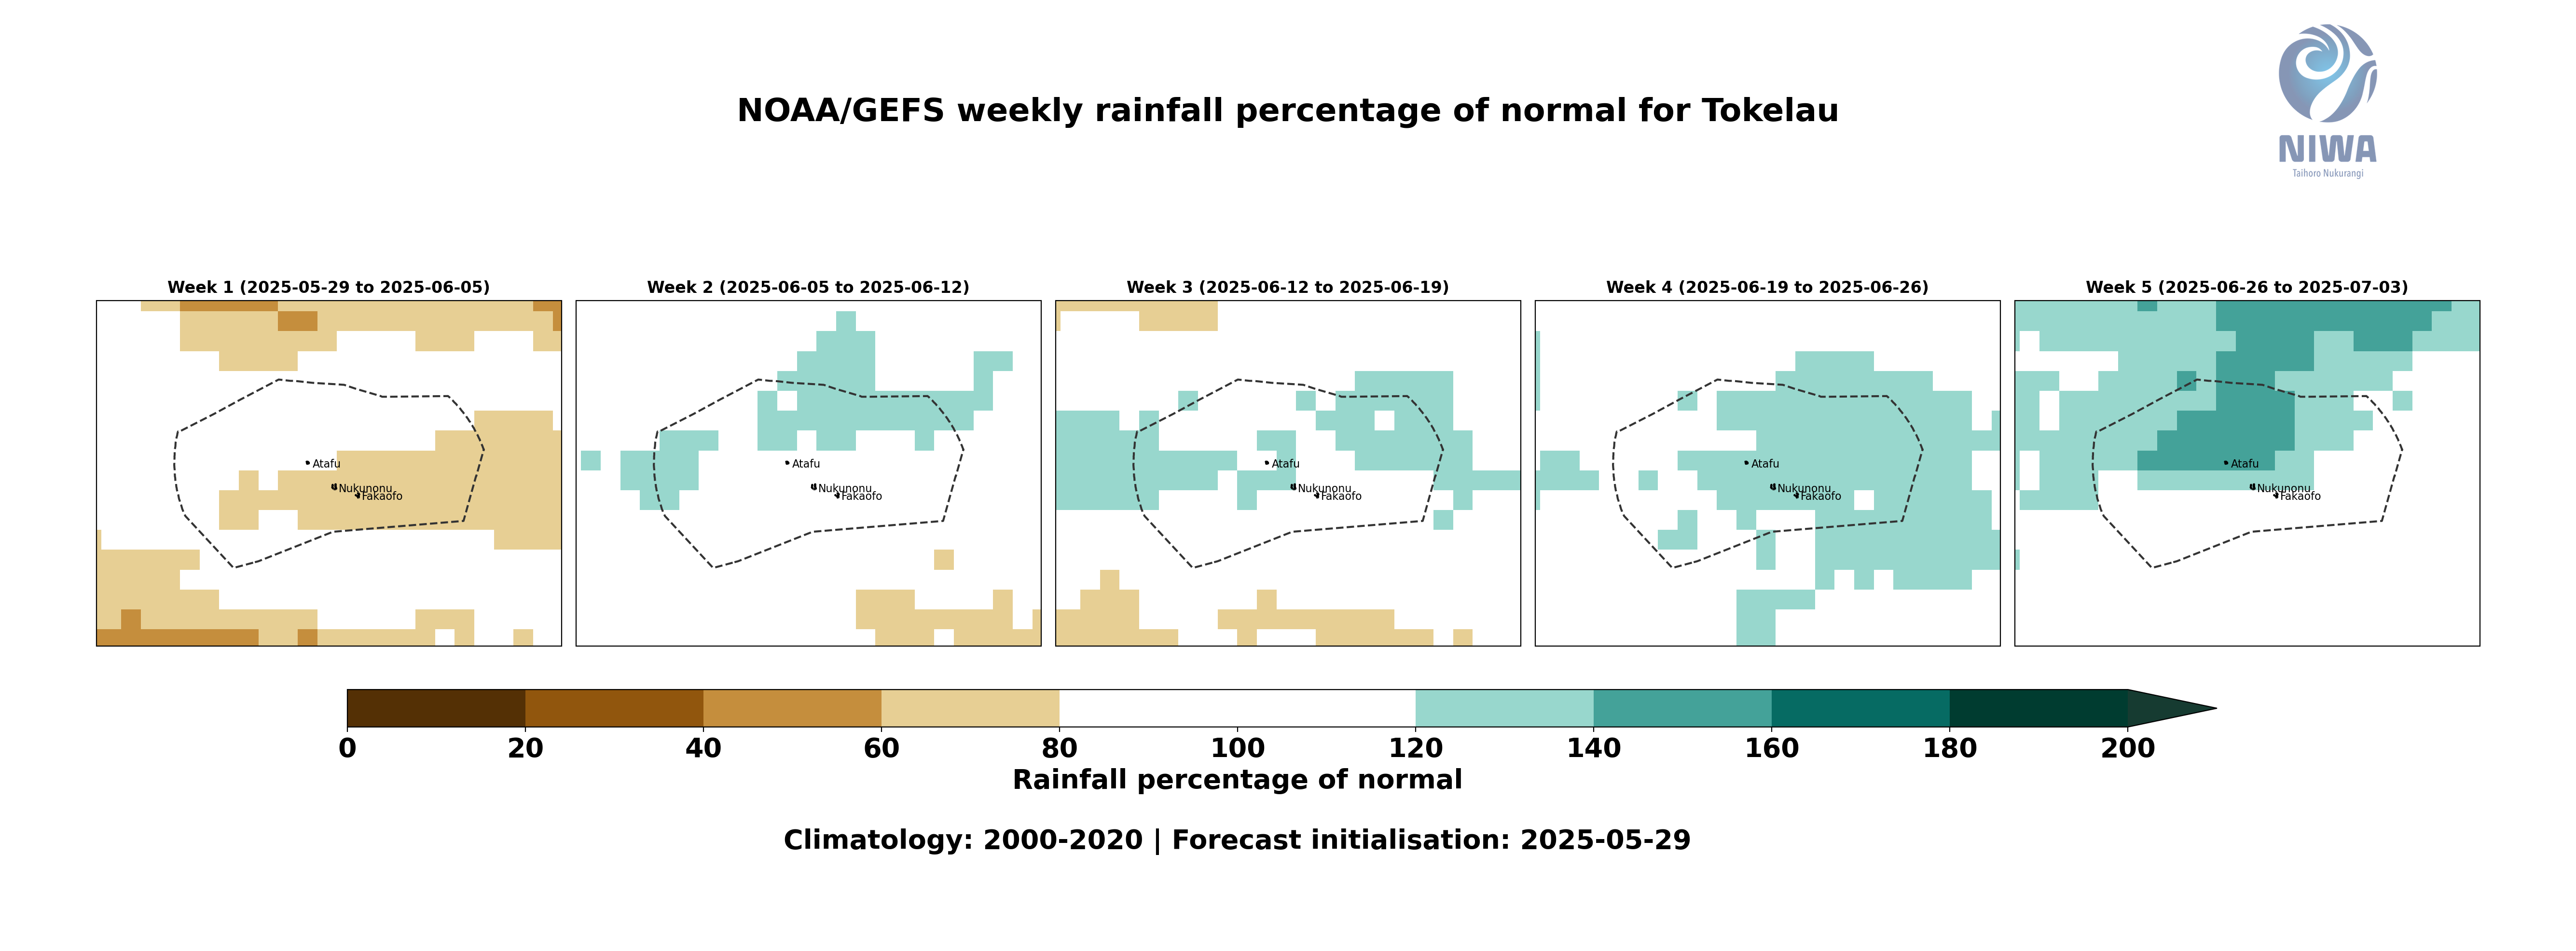 NOAA/GEFS weekly rainfall percentage of normal for Tokelau
NIWA
Taihoro Nukurangi
Week 1 (2025-05-29 to 2025-06-05)
Week 2 (2025-06-05 to 2025-06-12)
Week 3 (2025-06-12 to 2025-06-19)
Week 4 (2025-06-19 to 2025-06-26)
Week 5 (2025-06-26 to 2025-07-03)
Atafu
Nukunonu
Fakaofo
Atafu
Nukunonu
Fakaofo
Atafu
Nukunonu
Fakaofo
Atafu
Nukunonu
Fakaofo
Atafu
Nukunonu
Fakaofo
0 20 40 60 80 100 120 140 160 180 200
Rainfall percentage of normal
Climatology: 2000-2020 | Forecast initialisation: 2025-05-29